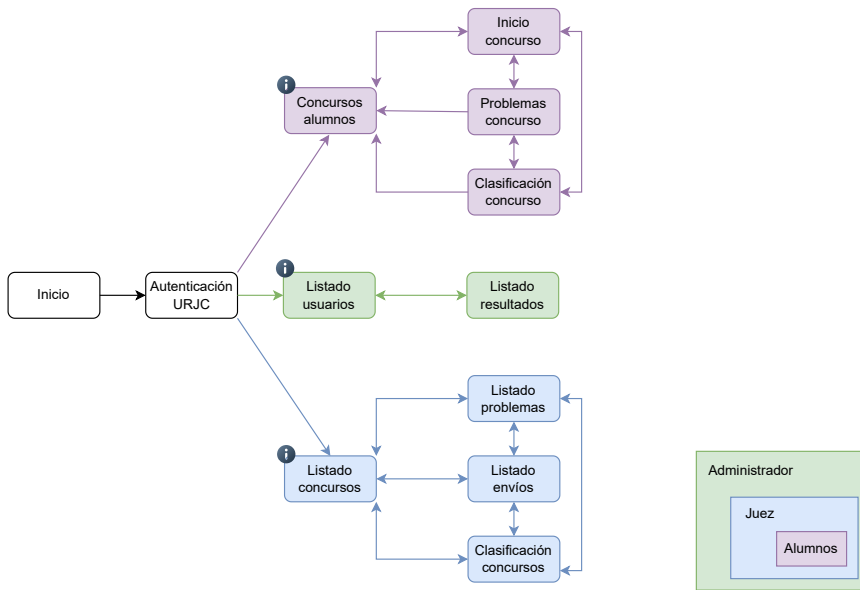 Inicio
concurso
Concursos
alumnos
Problemas
concurso
Clasificación
concurso
Inicio
Autenticación
URJC
Listado
usuarios
Listado
resultados
Listado
problemas
Listado
concursos
Listado
envíos
Clasificación
concursos
Administrador
Juez
Alumnos